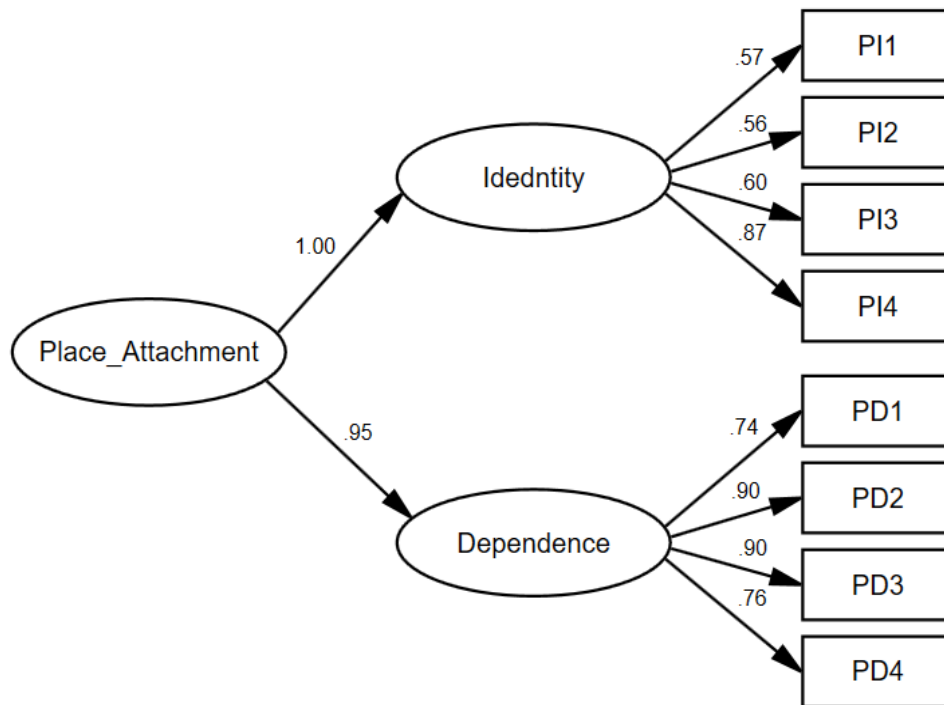 .57
PI1
.56
PI2
Idedntity
.60
PI3
.87
PI4
1.00
Place_Attachment
.95
.74
PD1
.90
PD2
Dependence
.90
PD3
.76
PD4